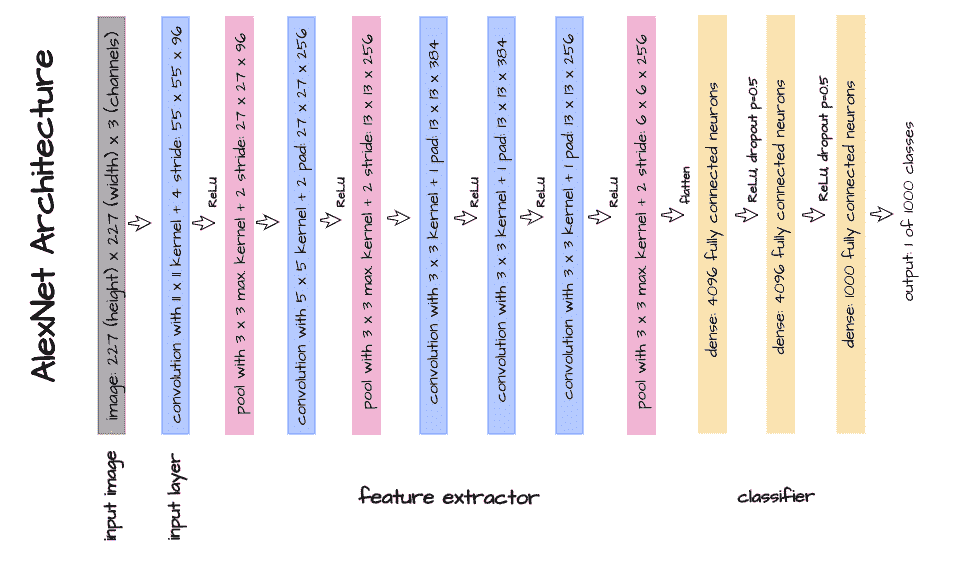 AlexNet Architecture
image: 227 (height) x 227 (width) x 3 (channels)
convolution with 11 x 11 kernel + 4 stride: 55 x 55 x 96
ReLU
pool with 3 x 3 max. kernel + 2 stride: 27 x 27 x 96
convolution with 5 x 5 kernel + 2 pad: 27 x 27 x 256
ReLU
pool with 3 x 3 max. kernel + 2 stride: 13 x 13 x 256
convolution with 3 x 3 kernel + 1 pad: 13 x 13 x 384
ReLU
convolution with 3 x 3 kernel + 1 pad: 13 x 13 x 384
ReLU
convolution with 3 x 3 kernel + 1 pad: 13 x 13 x 256
ReLU
pool with 3 x 3 max. kernel + 2 stride: 6 x 6 x 256
flatten
dense: 4096 fully connected neurons
ReLU, dropout p=0.5
dense: 4096 fully connected neurons
ReLU, dropout p=0.5
dense: 1000 fully connected neurons
output: 1 of 1000 classes
input image
input layer
feature extractor
classifier